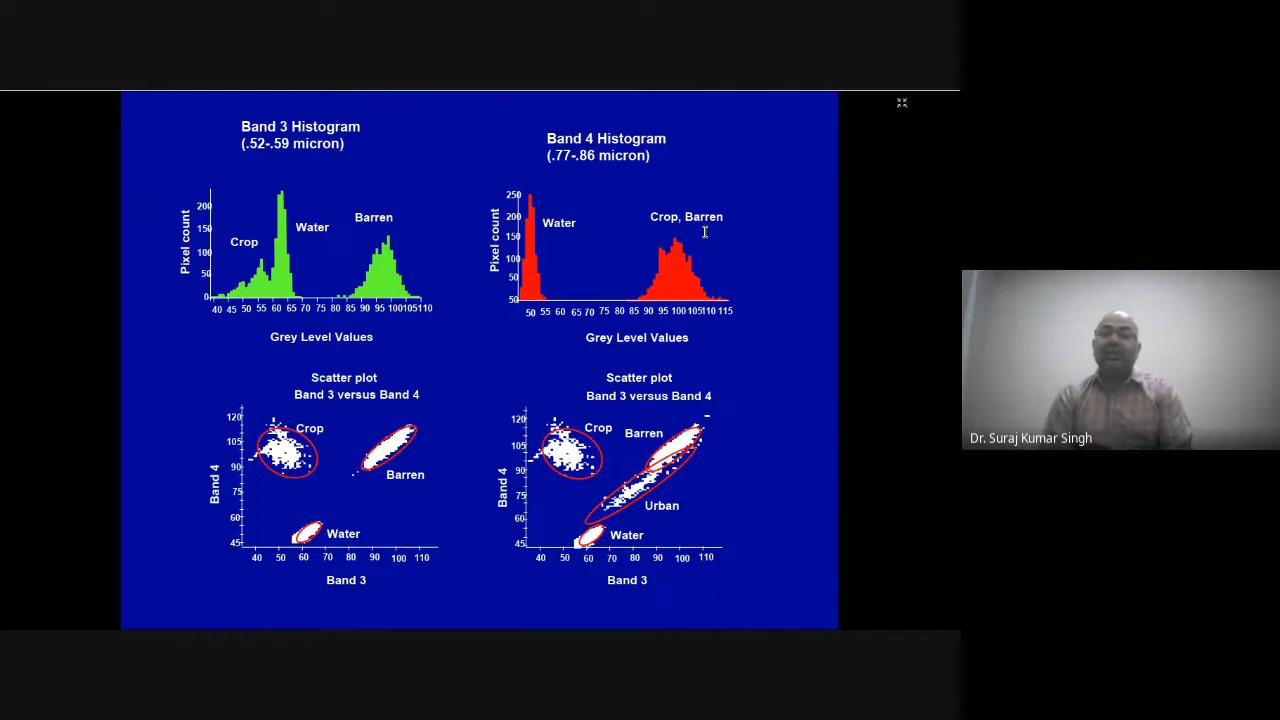 Band 3 Histogram
(.52-.59 micron)
Band 4 Histogram
(.77-.86 micron)
Pixel count
200
150
100
50
0
Crop
Water
Barren
40 45 50 55 60 65 70 75 80 85 90 95 100 105 110
Grey Level Values
Pixel count
250
200
150
100
50
50
Water
Crop, Barren
50 55 60 65 70 75 80 85 90 95 100 105 110 115
Grey Level Values
Scatter plot
Band 3 versus Band 4
Band 4
120
105
90
75
60
45
Crop
Barren
Water
40 50 60 70 80 90 100 110
Band 3
Scatter plot
Band 3 versus Band 4
Band 4
120
105
90
75
60
45
Crop
Barren
Urban
Water
40 50 60 70 80 90 100 110
Band 3
Dr. Suraj Kumar Singh